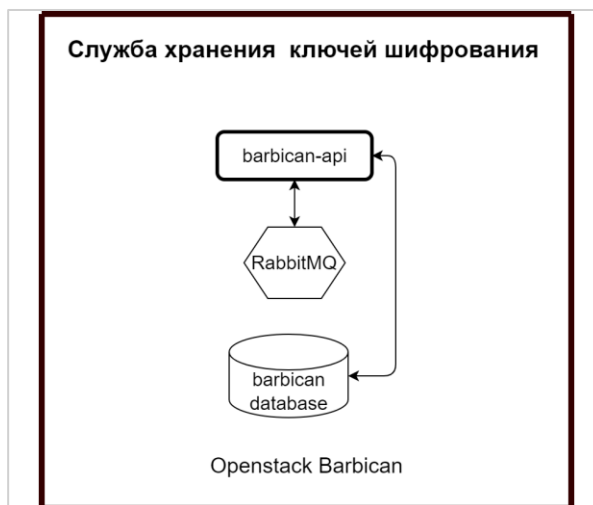 Служба хранения  ключей шифрования
barbican-api
RabbitMQ
barbican
database
Openstack Barbican